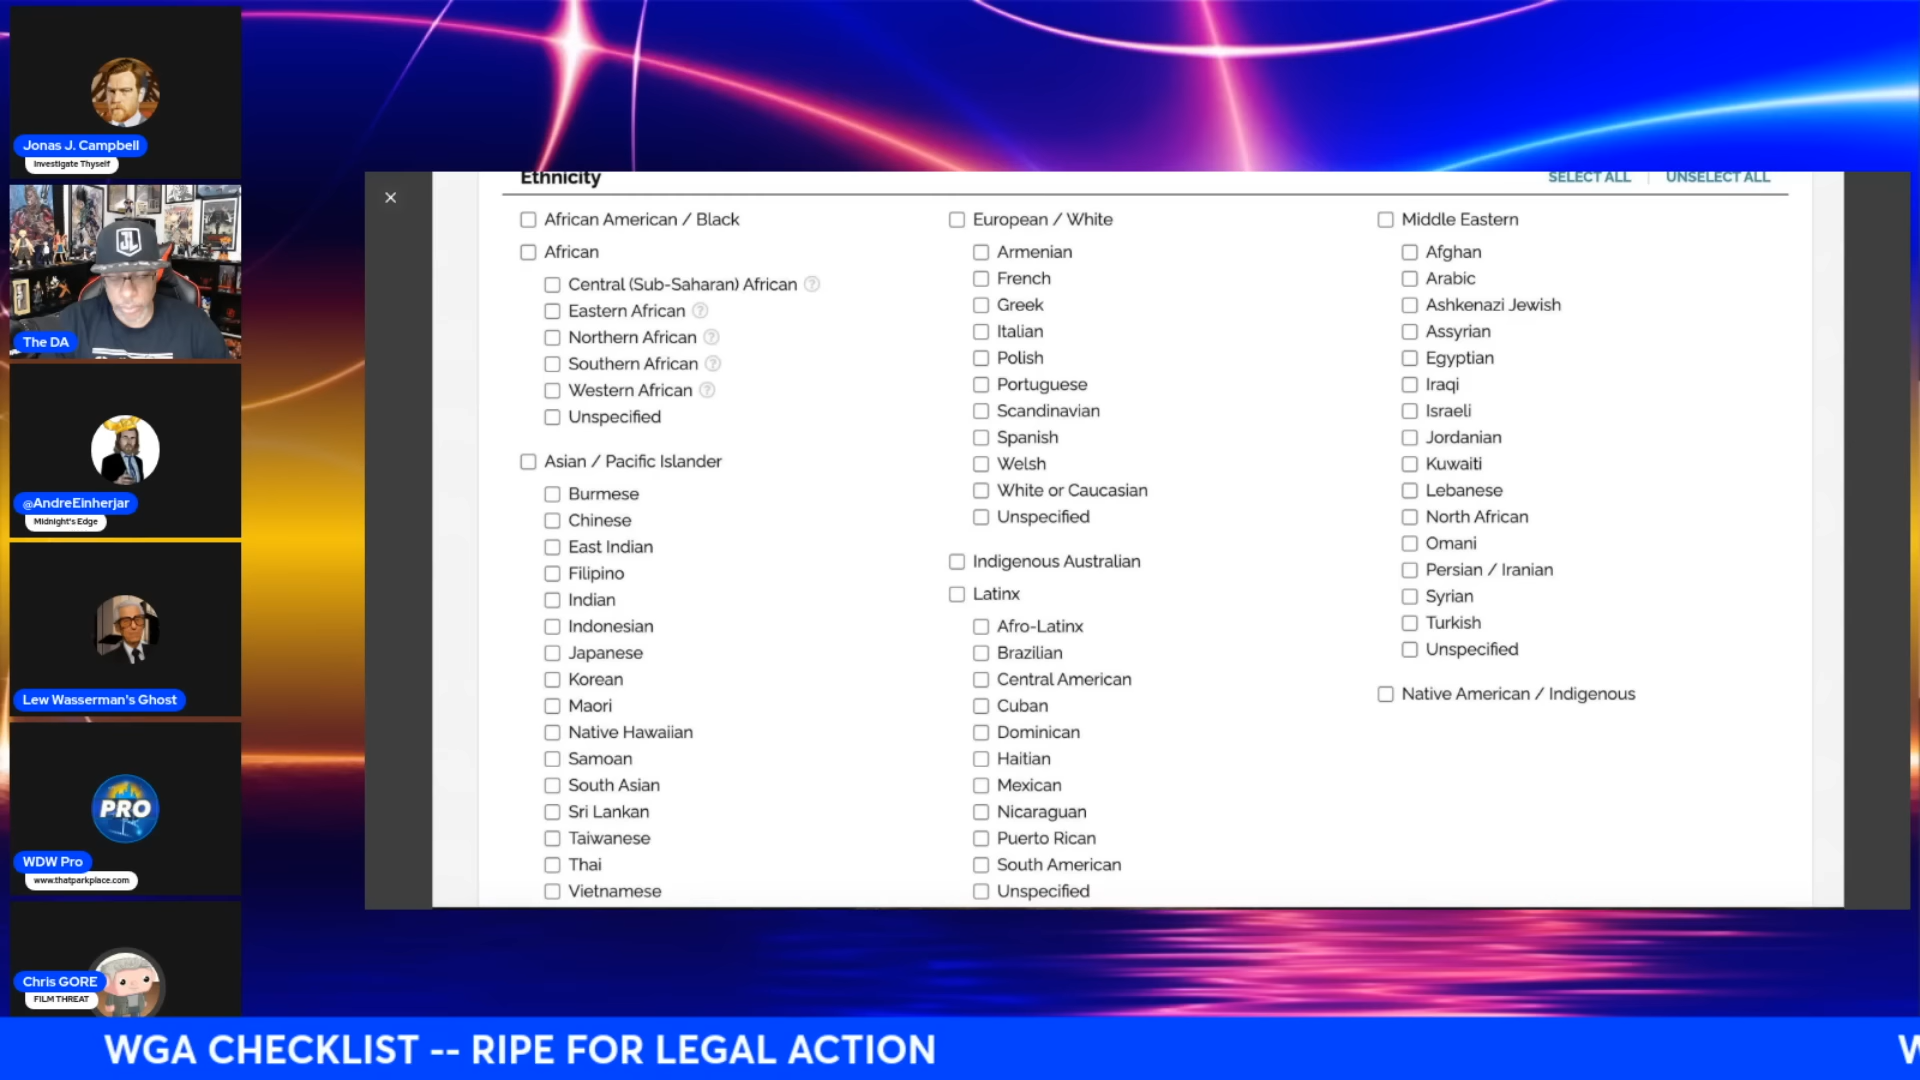 Jonas J. Campbell
Investigate Thyself
The DA
@AndreEinherjar
Midnight's Edge
Lew Wasserman's Ghost
PRO
WDW Pro
www.thatparkplace.com
Chris GORE
FILM THREAT
Ethnicity
SELECT ALL | UNSELECT ALL
African American / Black
African
Central (Sub-Saharan) African ?
Eastern African ?
Northern African ?
Southern African ?
Western African ?
Unspecified
Asian / Pacific Islander
Burmese
Chinese
East Indian
Filipino
Indian
Indonesian
Japanese
Korean
Maori
Native Hawaiian
Samoan
South Asian
Sri Lankan
Taiwanese
Thai
Vietnamese
European / White
Armenian
French
Greek
Italian
Polish
Portuguese
Scandinavian
Spanish
Welsh
White or Caucasian
Unspecified
Indigenous Australian
Latinx
Afro-Latinx
Brazilian
Central American
Cuban
Dominican
Haitian
Mexican
Nicaraguan
Puerto Rican
South American
Unspecified
Middle Eastern
Afghan
Arabic
Ashkenazi Jewish
Assyrian
Egyptian
Iraqi
Israeli
Jordanian
Kuwaiti
Lebanese
North African
Omani
Persian / Iranian
Syrian
Turkish
Unspecified
Native American / Indigenous
WGA CHECKLIST -- RIPE FOR LEGAL ACTION